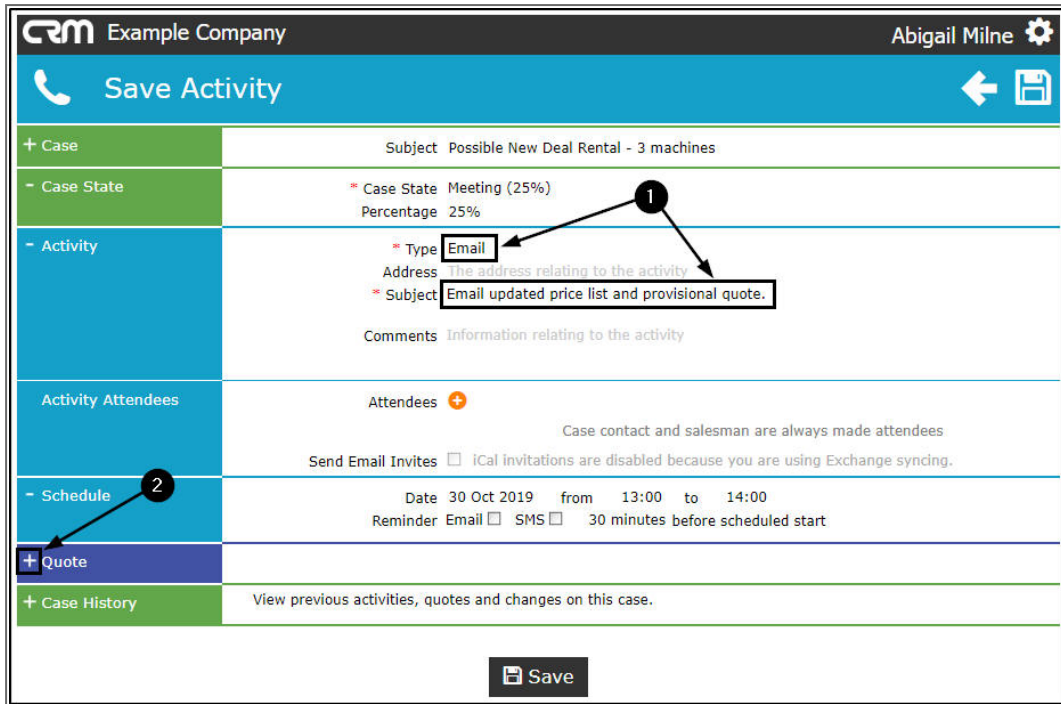 CRM Example Company Abigail Milne
Save Activity
+ Case Subject Possible New Deal Rental - 3 machines
- Case State * Case State Meeting (25%)
Percentage 25%
1
- Activity * Type Email
Address The address relating to the activity
* Subject Email updated price list and provisional quote.
Comments Information relating to the activity
Activity Attendees Attendees
Case contact and salesman are always made attendees
Send Email Invites iCal invitations are disabled because you are using Exchange syncing.
2
- Schedule Date 30 Oct 2019 from 13:00 to 14:00
Reminder Email SMS 30 minutes before scheduled start
+ Quote
+ Case History View previous activities, quotes and changes on this case.
Save